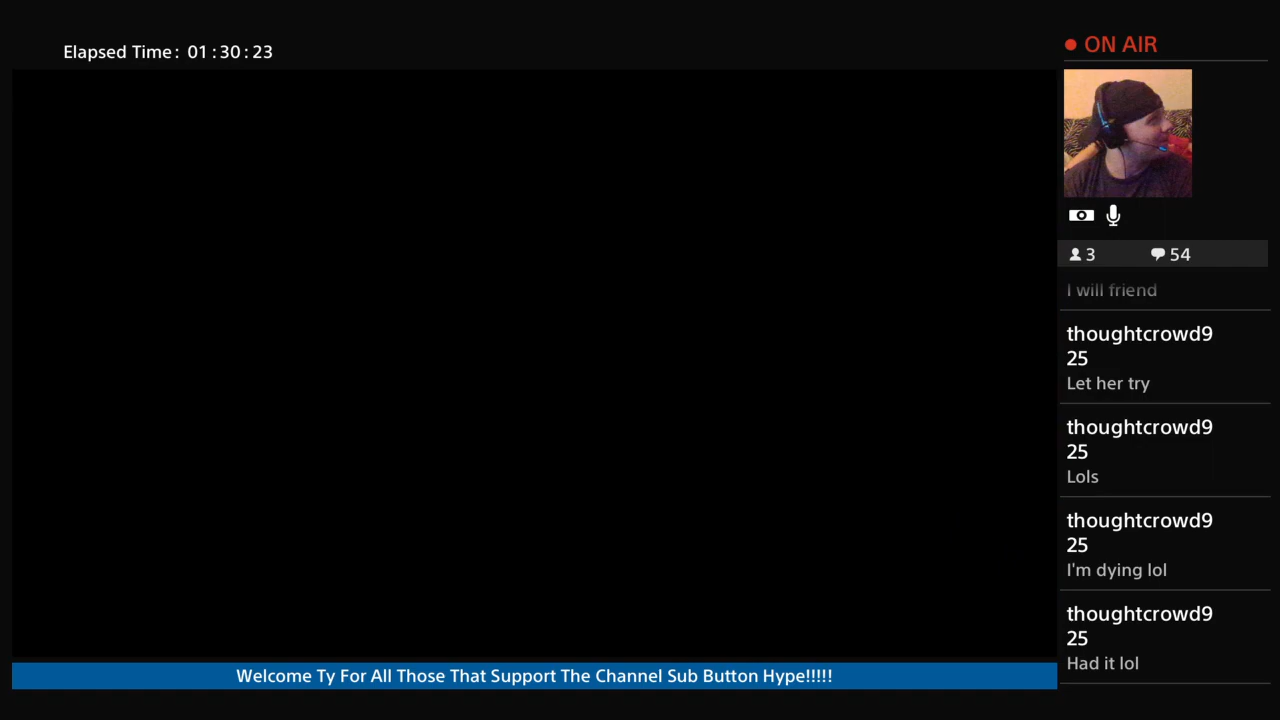 Elapsed Time: 01:30:23
ON AIR
3 54
I will friend
thoughtcrowd9
25
Let her try
thoughtcrowd9
25
Lols
thoughtcrowd9
25
I'm dying lol
thoughtcrowd9
25
Had it lol
Welcome Ty For All Those That Support The Channel Sub Button Hype!!!!!